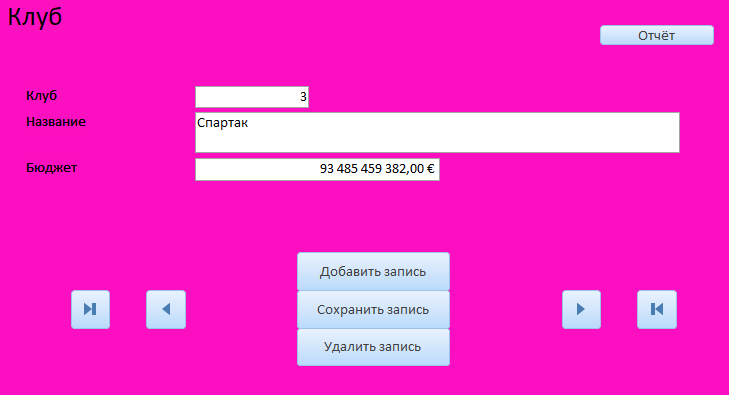 Клуб
Отчёт
Клуб 3
Название Спартак
Бюджет 93 485 459 382,00 €
Добавить запись
Сохранить запись
Удалить запись